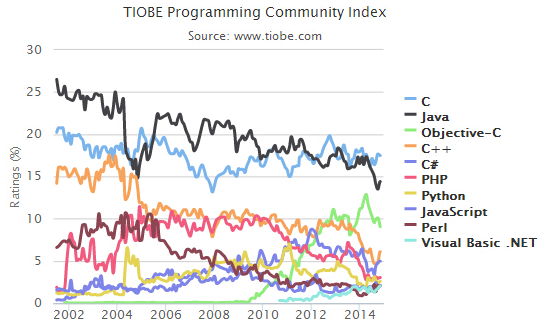 TIOBE Programming Community Index
Source: www.tiobe.com
30
25
20
15
10
5
0
Ratings (%)
2002 2004 2006 2008 2010 2012 2014
C
Java
Objective-C
C++
C#
PHP
Python
JavaScript
Perl
Visual Basic .NET